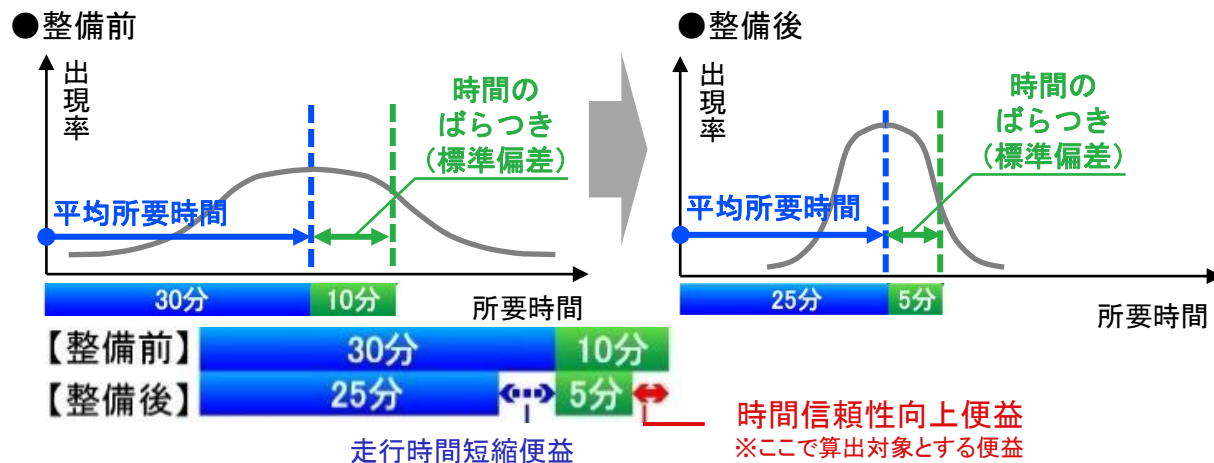 ●整備前
出現率
時間の
ばらつき
(標準偏差)
平均所要時間
30分
10分
所要時間
●整備後
出現率
時間の
ばらつき
(標準偏差)
平均所要時間
25分
5分
所要時間
【整備前】 30分 10分
【整備後】 25分 5分
走行時間短縮便益
時間信頼性向上便益
※ここで算出対象とする便益